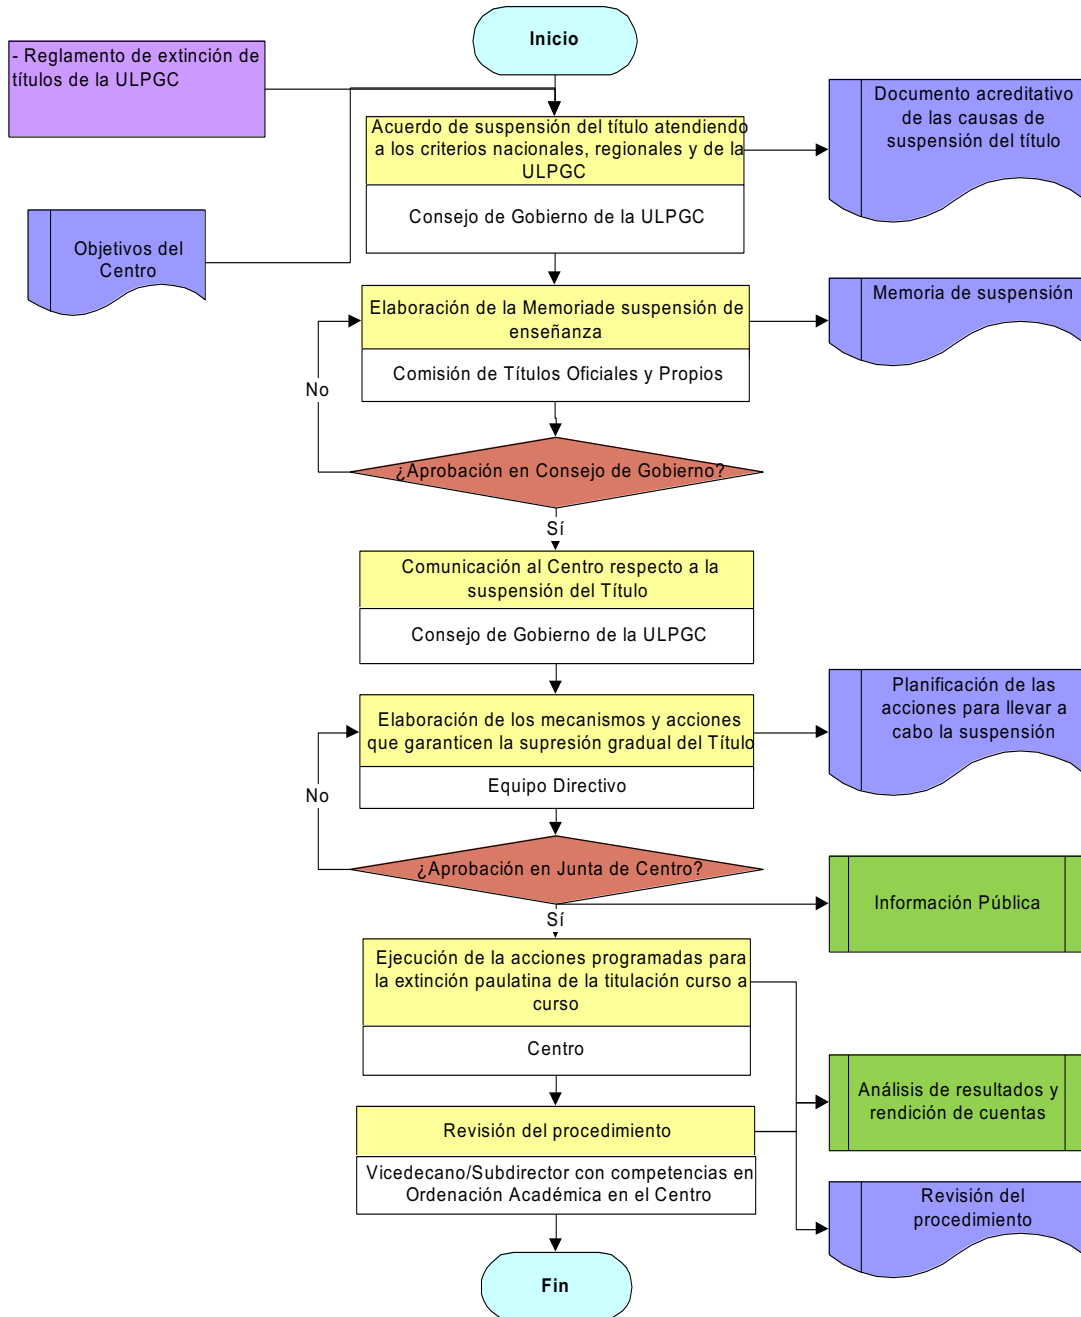 Inicio
- Reglamento de extinción de
títulos de la ULPGC
Documento acreditativo
de las causas de
suspensión del título
Acuerdo de suspensión del título atendiendo
a los criterios nacionales, regionales y de la
ULPGC
Consejo de Gobierno de la ULPGC
Objetivos del
Centro
Elaboración de la Memoriade suspensión de
enseñanza
Comisión de Títulos Oficiales y Propios
Memoria de suspensión
No
¿Aprobación en Consejo de Gobierno?
Sí
Comunicación al Centro respecto a la
suspensión del Título
Consejo de Gobierno de la ULPGC
Elaboración de los mecanismos y acciones
que garanticen la supresión gradual del Título
Equipo Directivo
Planificación de las
acciones para llevar a
cabo la suspensión
No
¿Aprobación en Junta de Centro?
Sí
Información Pública
Ejecución de la acciones programadas para
la extinción paulatina de la titulación curso a
curso
Centro
Análisis de resultados y
rendición de cuentas
Revisión del procedimiento
Vicedecano/Subdirector con competencias en
Ordenación Académica en el Centro
Revisión del
procedimiento
Fin